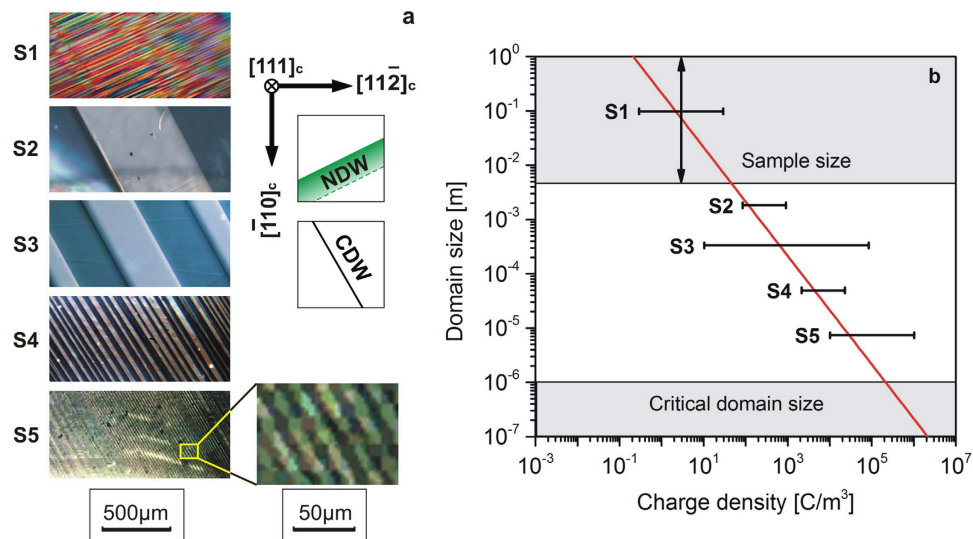 a
S1
S2
S3
S4
S5
[111]c
[112̄]c
[1̄10]c
NDW
CDW
500µm
50µm
b
Domain size [m]
10⁰
10⁻¹
10⁻²
10⁻³
10⁻⁴
10⁻⁵
10⁻⁶
10⁻⁷
S1
Sample size
S2
S3
S4
S5
Critical domain size
10⁻³ 10⁻¹ 10¹ 10³ 10⁵ 10⁷
Charge density [C/m³]